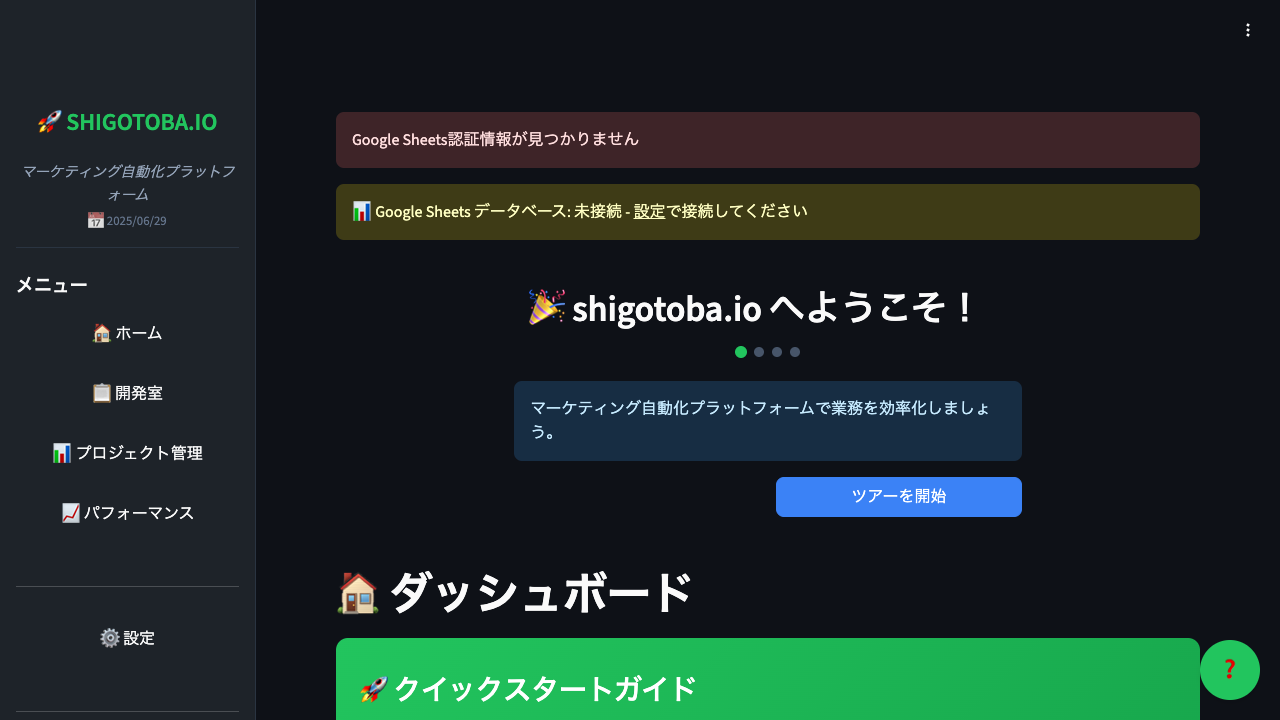 🚀 SHIGOTOBA.IO
マーケティング自動化プラットフ
ォーム
📅 2025/06/29
メニュー
🏠 ホーム
📋 開発室
📊 プロジェクト管理
📈 パフォーマンス
⚙️ 設定
Google Sheets認証情報が見つかりません
📊 Google Sheets データベース: 未接続 - 設定で接続してください
🎉 shigotoba.io へようこそ！
マーケティング自動化プラットフォームで業務を効率化しましょ
う。
ツアーを開始
🏠 ダッシュボード
🚀 クイックスタートガイド
❓